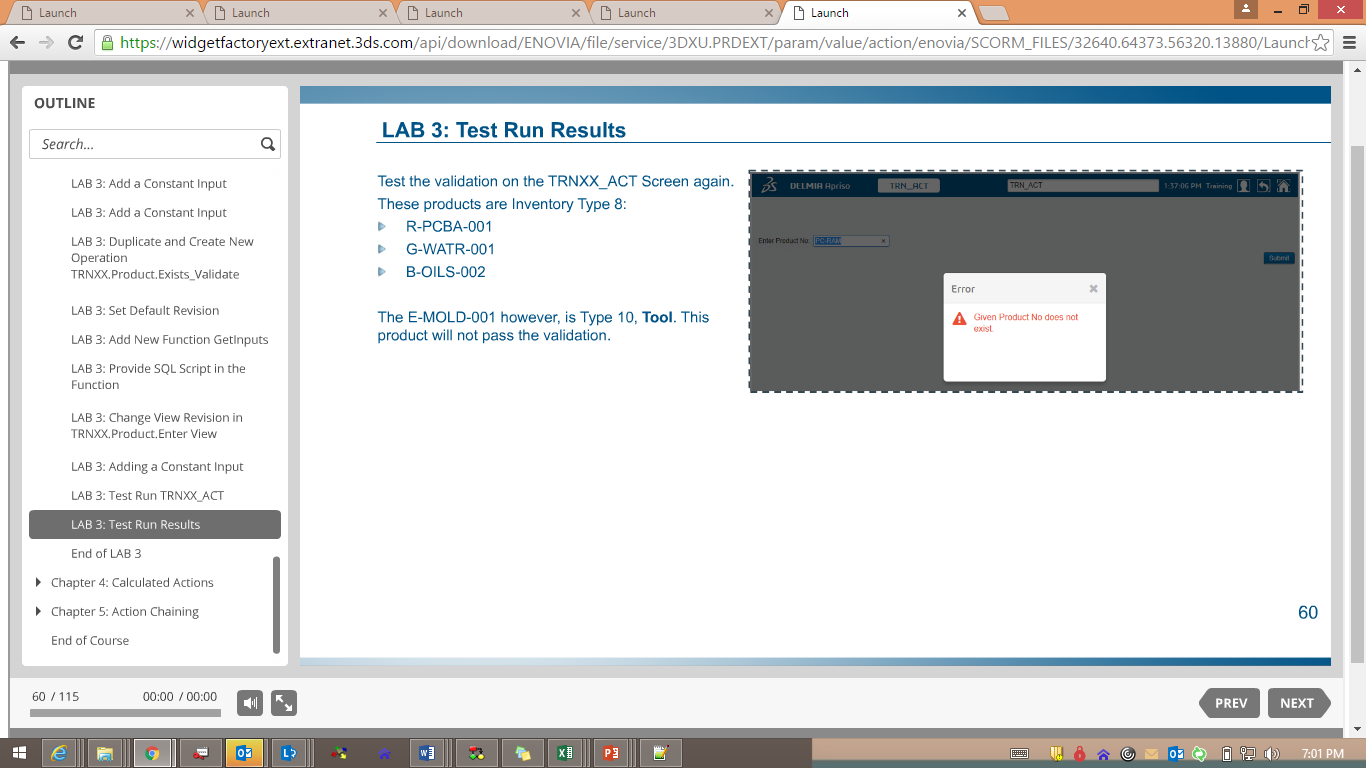 Launch
Launch
Launch
Launch
Launch
https://widgetfactoryext.extranet.3ds.com/api/download/ENOVIA/file/service/3DXU.PRDEXT/param/value/action/enovia/SCORM_FILES/32640.64373.56320.13880/Launch
OUTLINE
Search...
LAB 3: Add a Constant Input
LAB 3: Add a Constant Input
LAB 3: Duplicate and Create New
Operation
TRNXX.Product.Exists_Validate
LAB 3: Set Default Revision
LAB 3: Add New Function GetInputs
LAB 3: Provide SQL Script in the
Function
LAB 3: Change View Revision in
TRNXX.Product.Enter View
LAB 3: Adding a Constant Input
LAB 3: Test Run TRNXX_ACT
LAB 3: Test Run Results
End of LAB 3
Chapter 4: Calculated Actions
Chapter 5: Action Chaining
End of Course
LAB 3: Test Run Results
Test the validation on the TRNXX_ACT Screen again.
These products are Inventory Type 8:
R-PCBA-001
G-WATR-001
B-OILS-002
The E-MOLD-001 however, is Type 10, Tool. This
product will not pass the validation.
DELMIA Apriso
TRN_ACT
TRN_ACT
1:37:06 PM Training
Enter Product No:
Submit
Error
Given Product No does not
exist.
60
60 / 115
00:00 / 00:00
PREV
NEXT
7:01 PM